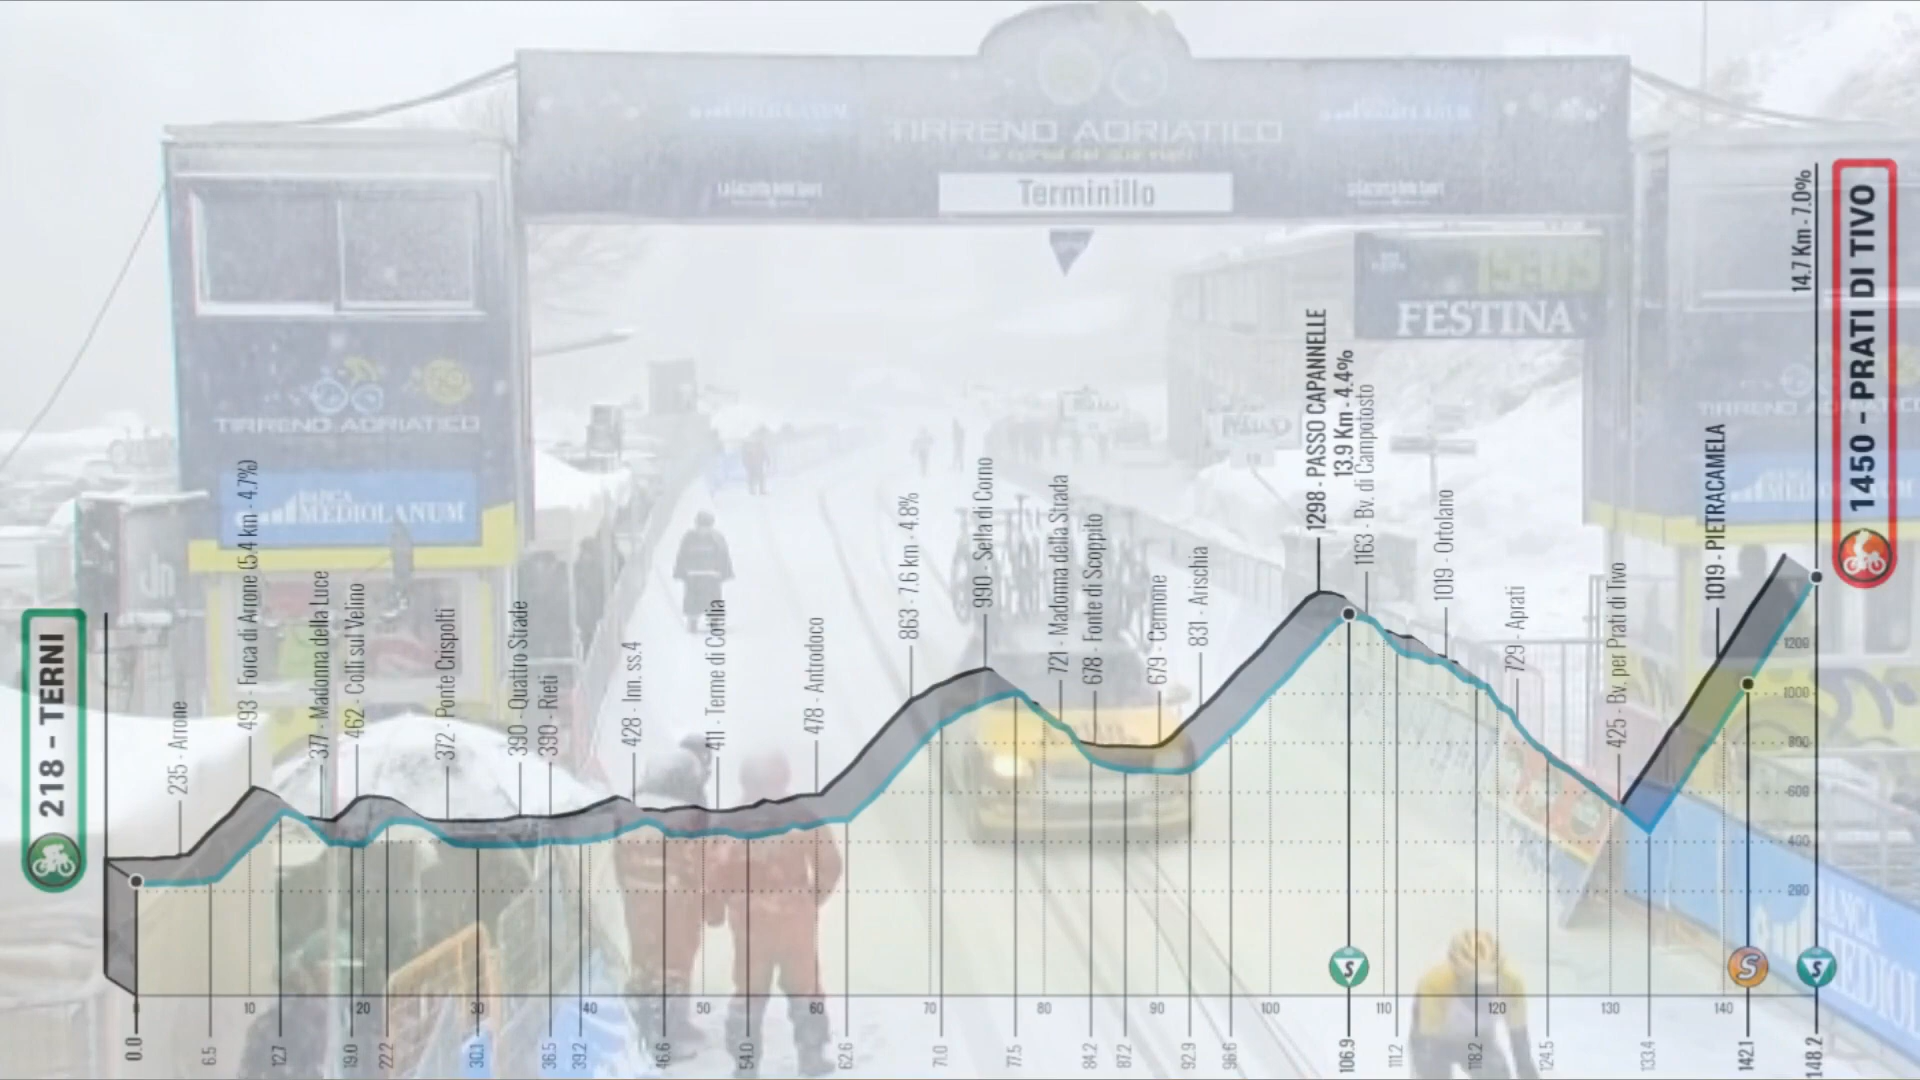 TIRRENO ADRIATICO
Terminillo
FESTINA
TIRRENO ADRIATICO
BANCA
MEDIOLANUM
218 - TERNI
235 - Arrone
493 - Forca di Arrone (5.4 km - 4.7%)
377 - Madonna della Luce
462 - Colli sul Velino
372 - Ponte Crispolti
390 - Quattro Strade
390 - Rieti
428 - Inn. ss.4
411 - Terme di Cotilia
478 - Antrodoco
863 - 7.6 km - 4.8%
990 - Sella di Corno
721 - Madonna della Strada
678 - Fonte di Scoppito
679 - Cermone
831 - Arischia
1298 - PASSO CAPANNELLE
13.9 Km - 4.4%
1163 - Bv. di Campotosto
1019 - Ortolano
729 - Aprati
425 - Bv. per Prati di Tivo
1019 - PIETRACAMELA
14.7 Km - 7.0%
1450 - PRATI DI TIVO
1200
1000
800
600
400
200
S S S
10 20 30 40 50 60 70 80 90 100 110 120 130 140
0.0 6.5 12.7 19.0 22.2 30.1 36.5 39.2 46.6 54.0 62.6 71.0 77.5 84.2 87.2 92.9 96.6 106.9 111.2 118.2 124.5 133.4 142.1 148.2
BANCA